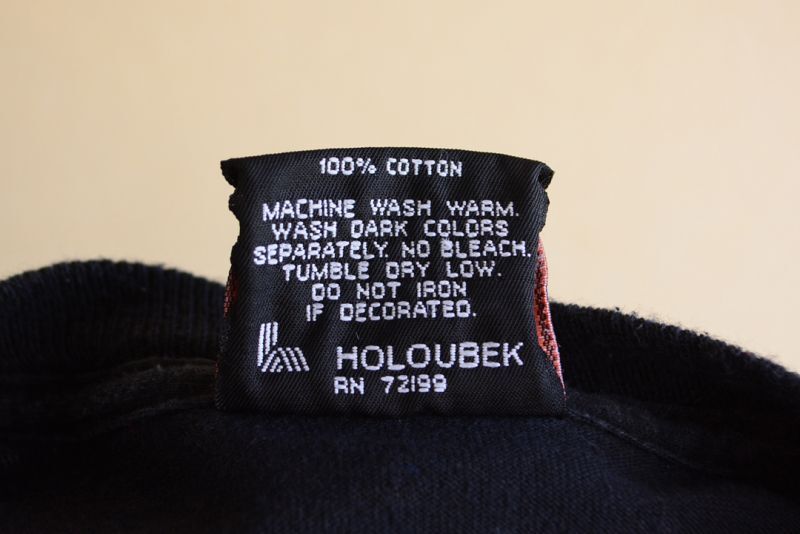 100% COTTON
MACHINE WASH WARM.
WASH DARK COLORS
SEPARATELY. NO BLEACH.
TUMBLE DRY LOW.
DO NOT IRON
IF DECORATED.
HOLOUBEK
RN 72199